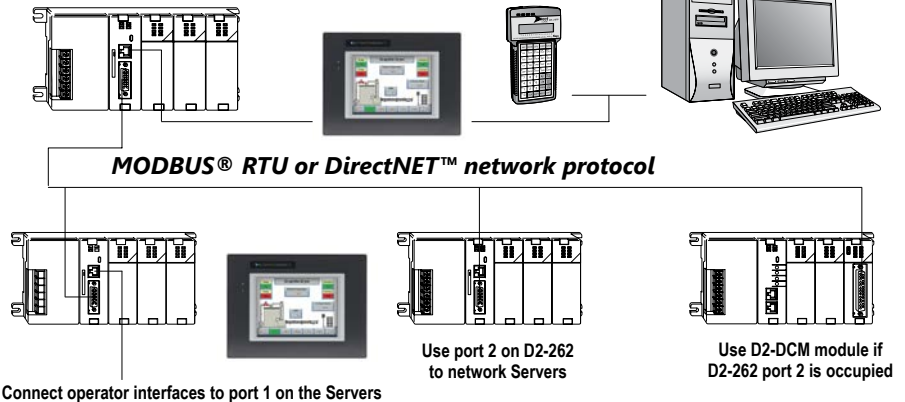 MODBUS® RTU or DirectNET™ network protocol
Use port 2 on D2-262
to network Servers
Use D2-DCM module if
D2-262 port 2 is occupied
Connect operator interfaces to port 1 on the Servers